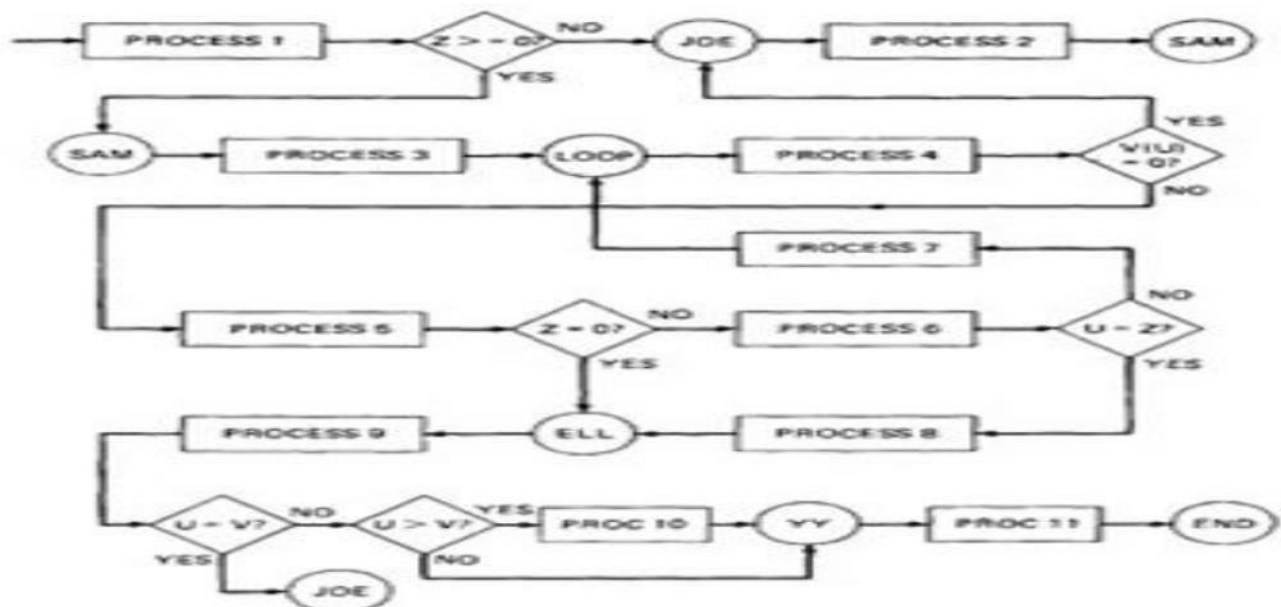 PROCESS 1 Z > = 0? NO JOE PROCESS 2 SAM
YES
YES
SAM PROCESS 3 LOOP PROCESS 4
= 0?
NO
PROCESS 7
NO
PROCESS 5 Z = 0? NO PROCESS 6 U = Z?
YES YES
PROCESS 9 ELL PROCESS 8
U = V? NO U > V? YES PROC 10 YY PROC 11 END
YES NO
JOE